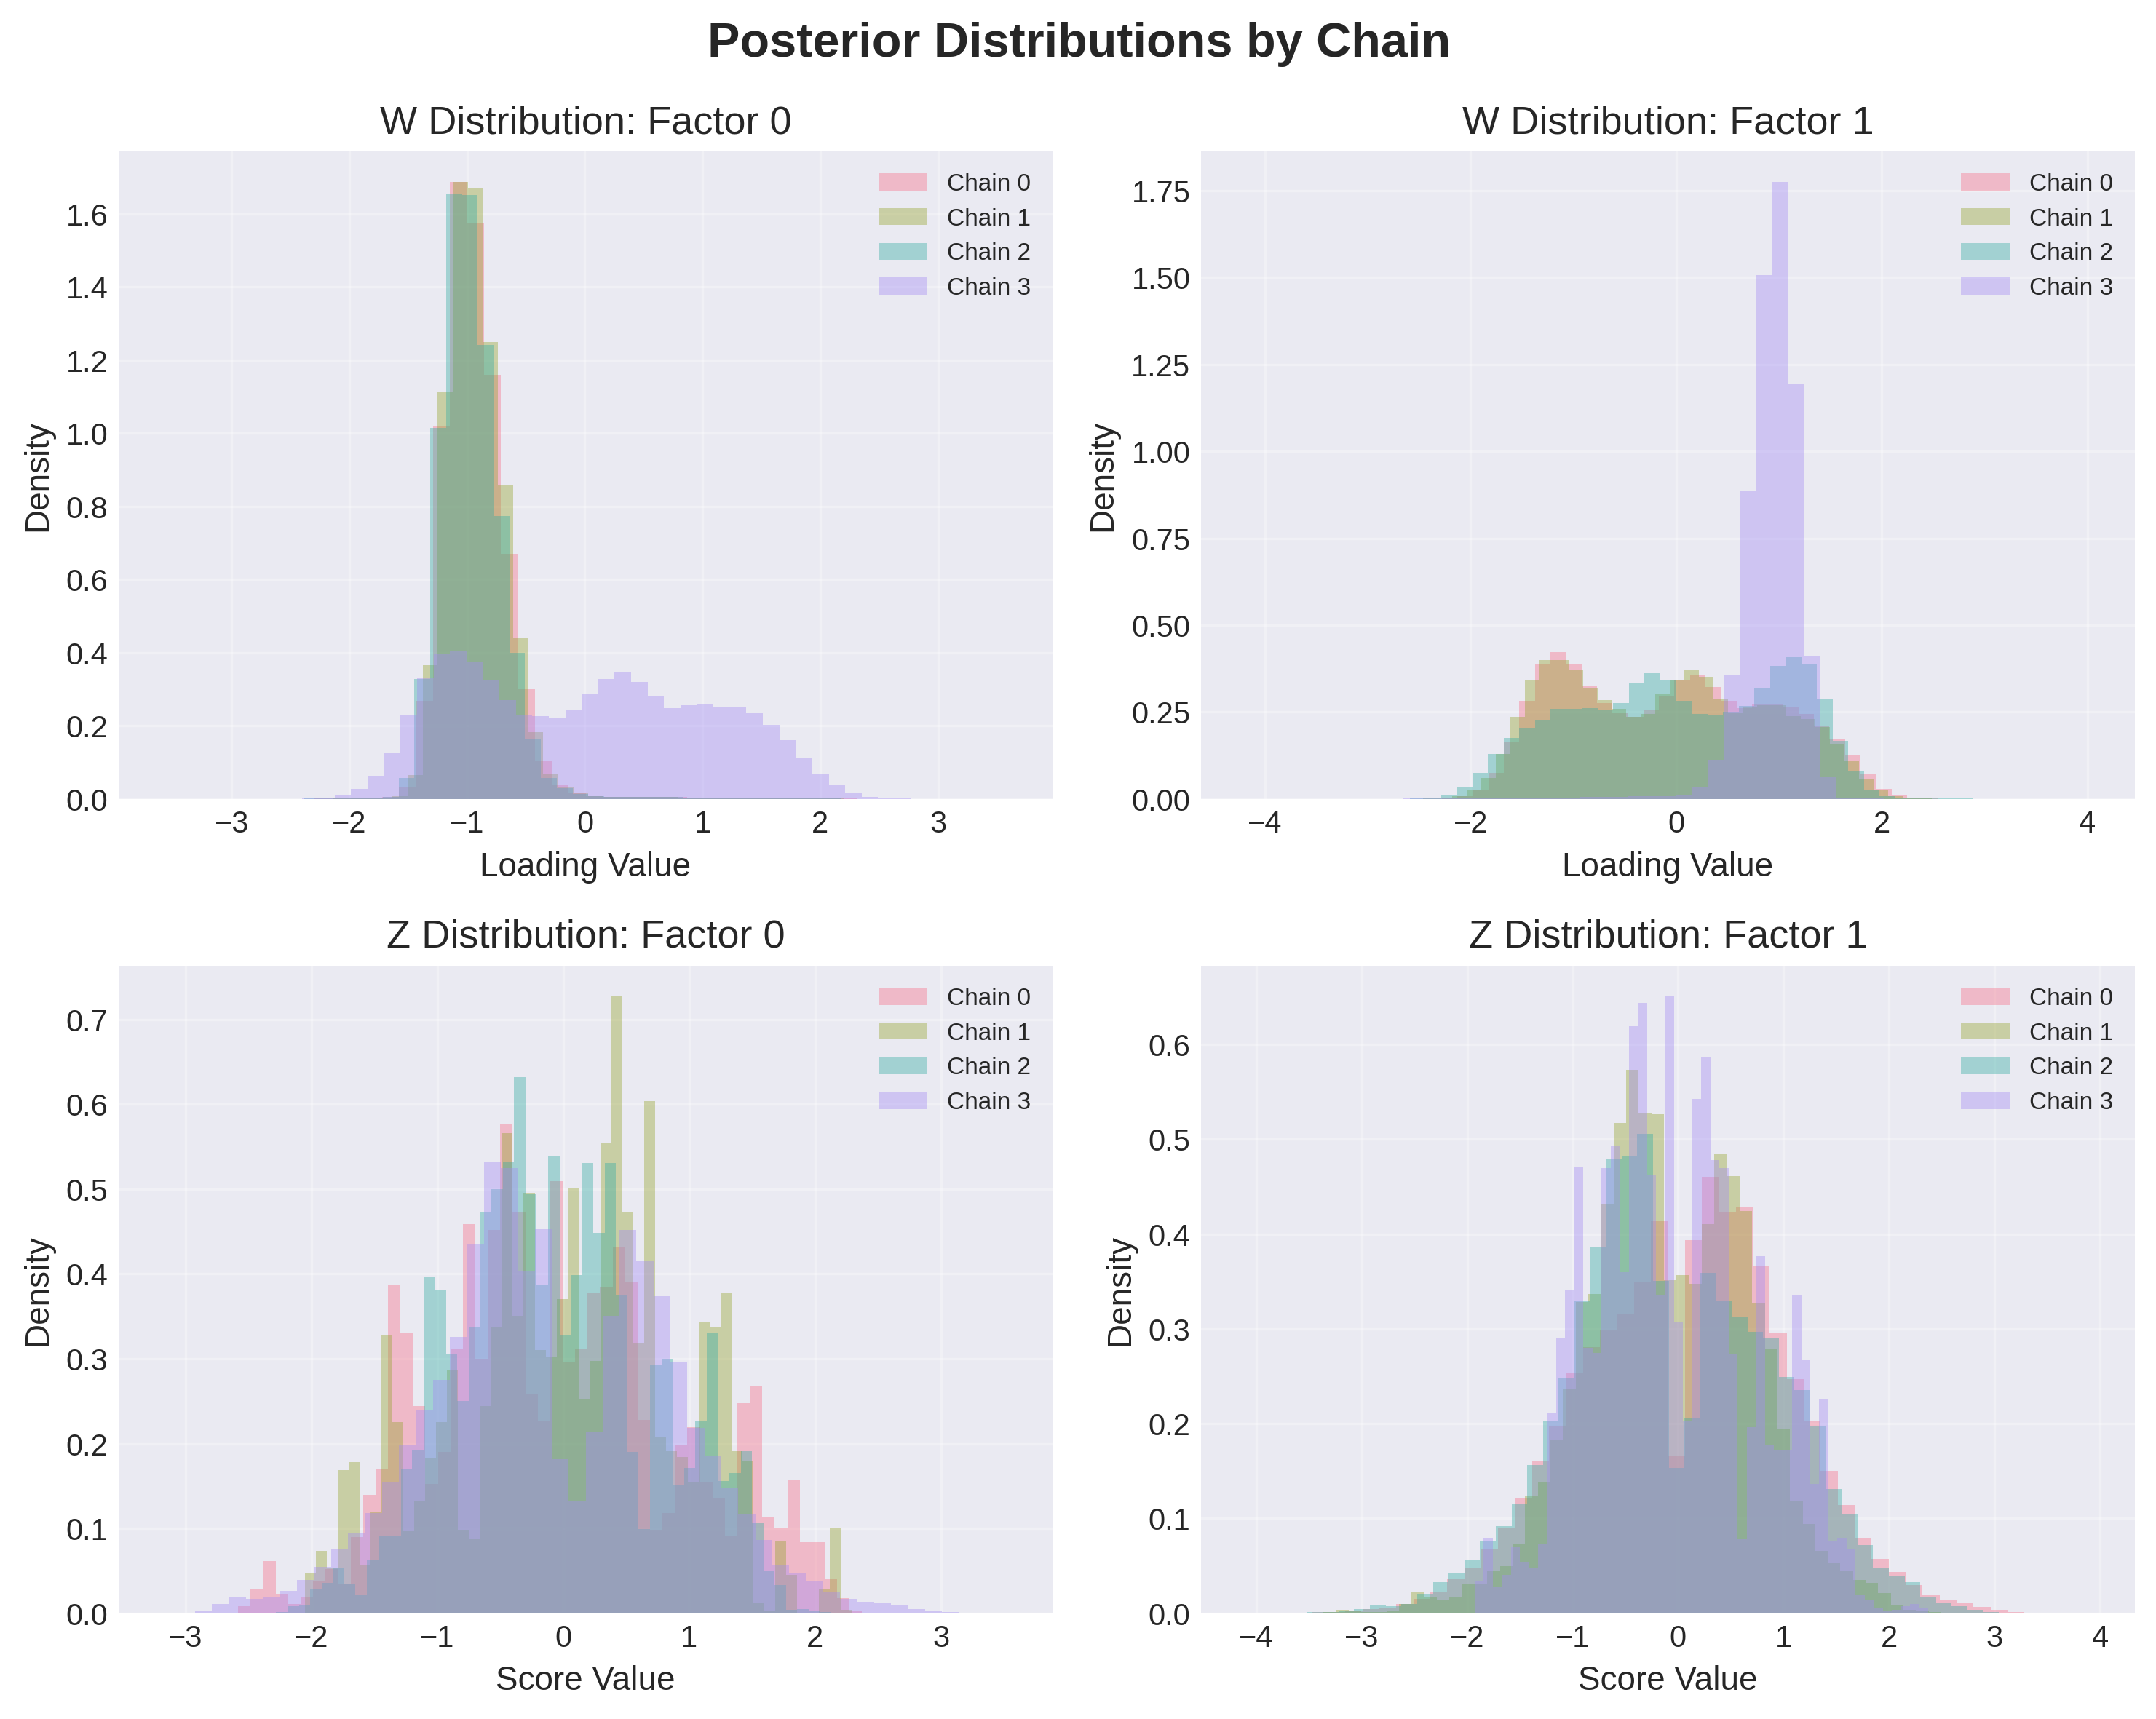 Posterior Distributions by Chain
W Distribution: Factor 0
Chain 0
Chain 1
Chain 2
Chain 3
1.6
1.4
1.2
1.0
0.8
0.6
0.4
0.2
0.0
Density
−3 −2 −1 0 1 2 3
Loading Value
W Distribution: Factor 1
Chain 0
Chain 1
Chain 2
Chain 3
1.75
1.50
1.25
1.00
0.75
0.50
0.25
0.00
Density
−4 −2 0 2 4
Loading Value
Z Distribution: Factor 0
Chain 0
Chain 1
Chain 2
Chain 3
0.7
0.6
0.5
0.4
0.3
0.2
0.1
0.0
Density
−3 −2 −1 0 1 2 3
Score Value
Z Distribution: Factor 1
Chain 0
Chain 1
Chain 2
Chain 3
0.6
0.5
0.4
0.3
0.2
0.1
0.0
Density
−4 −3 −2 −1 0 1 2 3 4
Score Value